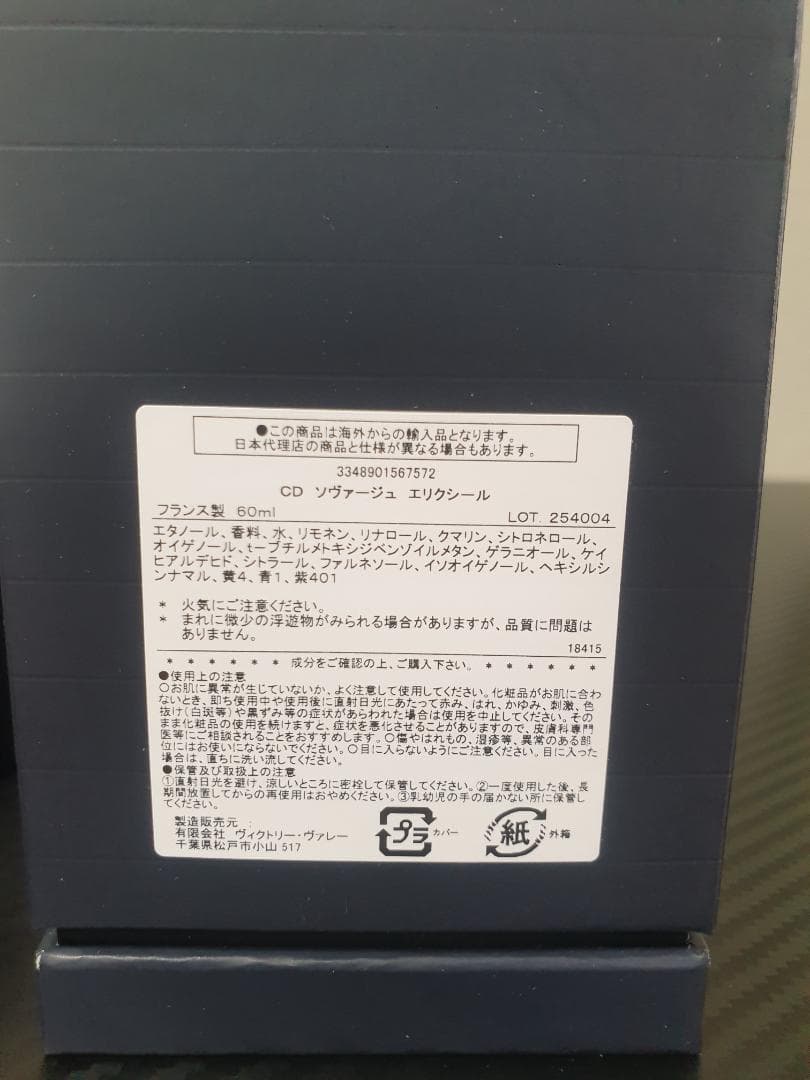 ●この商品は海外からの輸入品となります。
日本代理店の商品と仕様が異なる場合もあります。
3348901567572
CD ソヴァージュ エリクシール
フランス製 60ml LOT. 254004
エタノール、香料、水、リモネン、リナロール、クマリン、シトロネロール、
オイゲノール、t-ブチルメトキシジベンゾイルメタン、ゲラニオール、ケイ
ヒアルデヒド、シトラール、ファルネソール、イソオイゲノール、ヘキシルシ
ンナマル、黄4、青1、紫401
* 火気にご注意ください。
* まれに微少の浮遊物がみられる場合がありますが、品質に問題は
ありません。
18415
* * * * * * 成分をご確認の上、ご購入下さい。 * * * * * *
●使用上の注意
○お肌に異常が生じていないか、よく注意して使用してください。化粧品がお肌に合わ
ないとき、即ち使用中や使用後に直射日光にあたって赤み、はれ、かゆみ、刺激、色
抜け(白斑等)や黒ずみ等の症状があらわれた場合は使用を中止してください。その
まま化粧品の使用を続けますと、症状を悪化させることがありますので、皮膚科専門
医等にご相談されることをおすすめします。○傷やはれもの、湿疹等、異常のある部
位にはお使いにならないでください。○目に入らないようにご注意ください。目に入った
場合は、直ちに洗い流してください。
●保管及び取扱上の注意
①直射日光を避け、涼しいところに密栓して保管してください。②一度使用した後、長
期間放置してからの再使用はおやめください。③乳幼児の手の届かない所に保管し
てください。
製造販売元 :
有限会社 ヴィクトリー・ヴァレー
千葉県松戸市小山 517
プラ カバー
紙 外箱